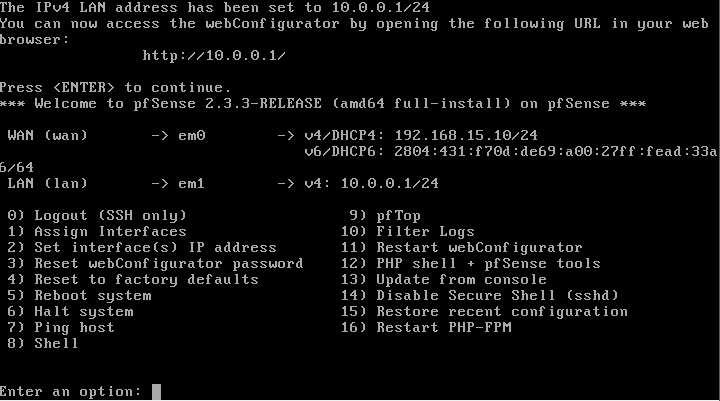 The IPv4 LAN address has been set to 10.0.0.1/24
You can now access the webConfigurator by opening the following URL in your web
browser:
http://10.0.0.1/
Press <ENTER> to continue.
*** Welcome to pfSense 2.3.3-RELEASE (amd64 full-install) on pfSense ***
WAN (wan) -> em0 -> v4/DHCP4: 192.168.15.10/24
v6/DHCP6: 2804:431:f70d:de69:a00:27ff:fead:33a
6/64
LAN (lan) -> em1 -> v4: 10.0.0.1/24
0) Logout (SSH only) 9) pfTop
1) Assign Interfaces 10) Filter Logs
2) Set interface(s) IP address 11) Restart webConfigurator
3) Reset webConfigurator password 12) PHP shell + pfSense tools
4) Reset to factory defaults 13) Update from console
5) Reboot system 14) Disable Secure Shell (sshd)
6) Halt system 15) Restore recent configuration
7) Ping host 16) Restart PHP-FPM
8) Shell
Enter an option: